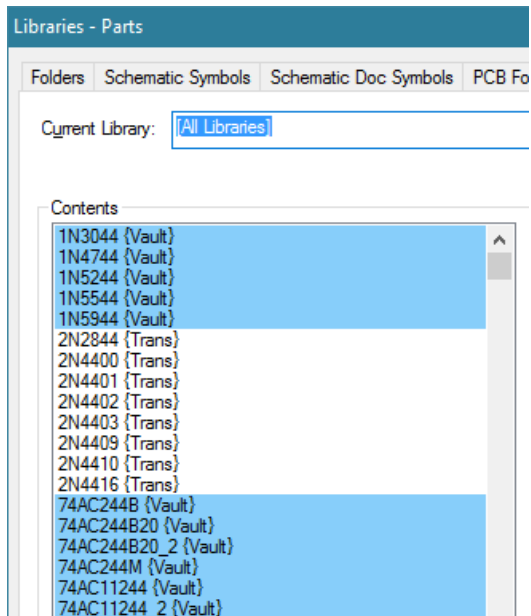 Libraries - Parts
Folders Schematic Symbols Schematic Doc Symbols PCB Fo
Current Library: [All Libraries]
Contents
1N3044 {Vault}
1N4744 {Vault}
1N5244 {Vault}
1N5544 {Vault}
1N5944 {Vault}
2N2844 {Trans}
2N4400 {Trans}
2N4401 {Trans}
2N4402 {Trans}
2N4403 {Trans}
2N4409 {Trans}
2N4410 {Trans}
2N4416 {Trans}
74AC244B {Vault}
74AC244B20 {Vault}
74AC244B20_2 {Vault}
74AC244M {Vault}
74AC11244 {Vault}
74AC11244_2 {Vault}